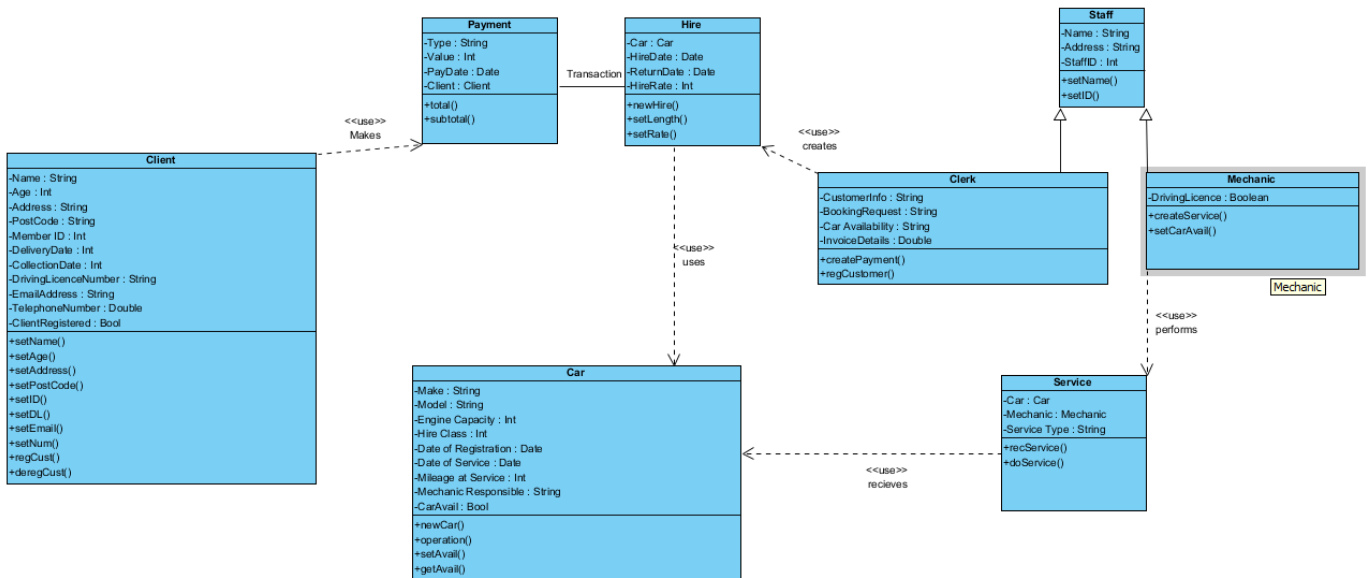 Payment
-Type : String
-Value : Int
-PayDate : Date
-Client : Client
+total()
+subtotal()
Transaction
Hire
-Car : Car
-HireDate : Date
-ReturnDate : Date
-HireRate : Int
+newHire()
+setLength()
+setRate()
Staff
-Name : String
-Address : String
-StaffID : Int
+setName()
+setID()
<<use>>
Makes
<<use>>
creates
Client
-Name : String
-Age : Int
-Address : String
-PostCode : String
-Member ID : Int
-DeliveryDate : Int
-CollectionDate : Int
-DrivingLicenceNumber : String
-EmailAddress : String
-TelephoneNumber : Double
-ClientRegistered : Bool
+setName()
+setAge()
+setAddress()
+setPostCode()
+setID()
+setDL()
+setEmail()
+setNum()
+regCust()
+deregCust()
Clerk
-CustomerInfo : String
-BookingRequest : String
-Car Availability : String
-InvoiceDetails : Double
+createPayment()
+regCustomer()
Mechanic
-DrivingLicence : Boolean
+createService()
+setCarAvail()
Mechanic
<<use>>
uses
<<use>>
performs
Car
-Make : String
-Model : String
-Engine Capacity : Int
-Hire Class : Int
-Date of Registration : Date
-Date of Service : Date
-Mileage at Service : Int
-Mechanic Responsible : String
-CarAvail : Bool
+newCar()
+operation()
+setAvail()
+getAvail()
<<use>>
recieves
Service
-Car : Car
-Mechanic : Mechanic
-Service Type : String
+recService()
+doService()